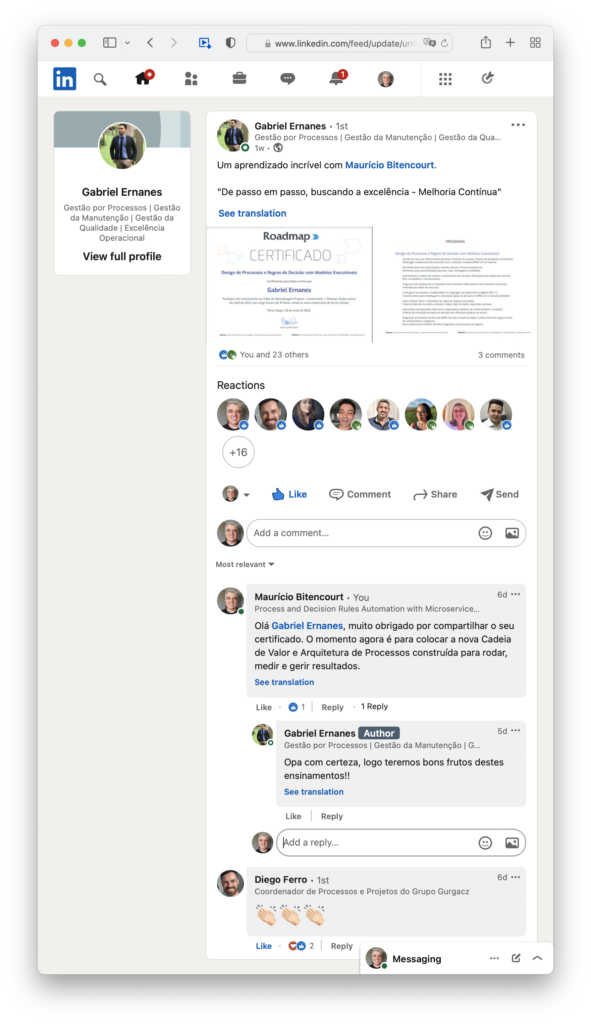 www.linkedin.com/feed/update/urn
in
1
Gabriel Ernanes • 1st
Gestão por Processos | Gestão da Manutenção | Gestão da Qua...
1w •
Gabriel Ernanes
Gestão por Processos | Gestão
da Manutenção | Gestão da
Qualidade | Excelência
Operacional
View full profile
Um aprendizado incrível com Maurício Bitencourt.
"De passo em passo, buscando a excelência - Melhoria Contínua"
See translation
Roadmap
CERTIFICADO
Design de Processos e Regras de Decisão com Modelos Executáveis
Gabriel Ernanes
PROGRAMA
Design de Processos e Regras de Decisão com Modelos Executáveis
You and 23 others
3 comments
Reactions
+16
Like
Comment
Share
Send
Add a comment...
Most relevant
Maurício Bitencourt • You
6d
Process and Decision Rules Automation with Microservice...
Olá Gabriel Ernanes, muito obrigado por compartilhar o seu
certificado. O momento agora é para colocar a nova Cadeia
de Valor e Arquitetura de Processos construída para rodar,
medir e gerir resultados.
See translation
Like · 1 | Reply · 1 Reply
Gabriel Ernanes Author
5d
Gestão por Processos | Gestão da Manutenção | G...
Opa com certeza, logo teremos bons frutos destes
ensinamentos!!
See translation
Like | Reply
Add a reply...
Diego Ferro • 1st
6d
Coordenador de Processos e Projetos do Grupo Gurgacz
👏🏻👏🏻👏🏻
Like · 2 | Reply
Messaging